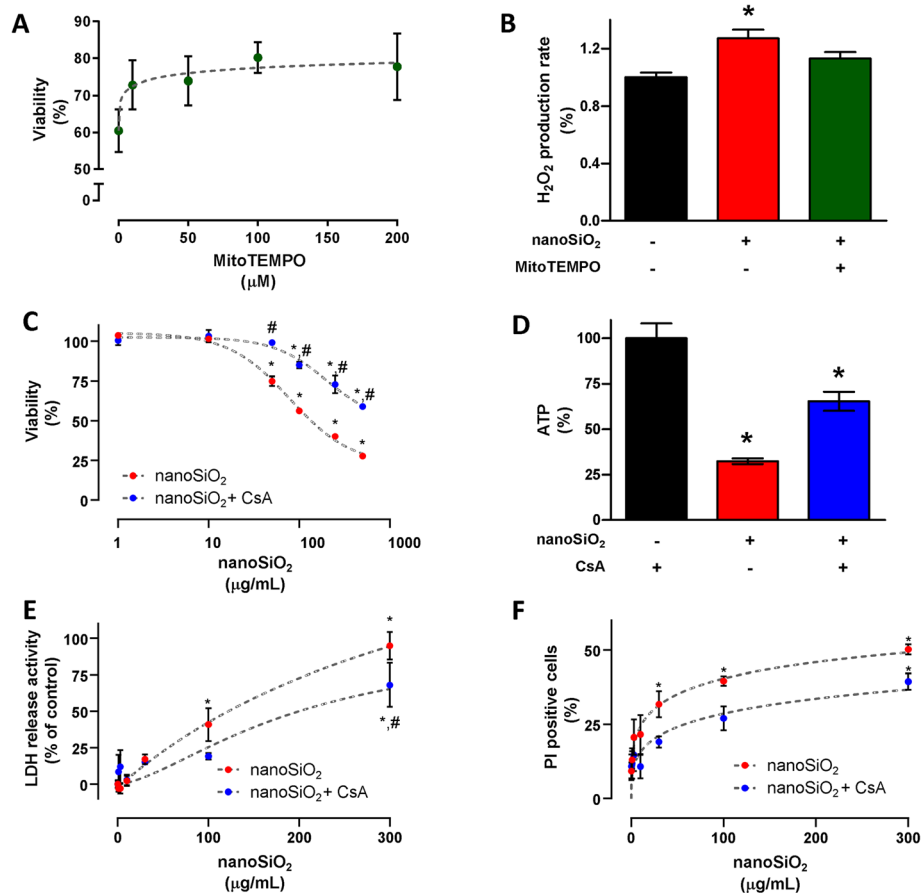 A
90
80
70
60
50
0
Viability
(%)
0
50
100
150
200
MitoTEMPO
(μM)
B
*
1.2
0.8
0.4
0.0
H₂O₂ production rate
(%)
nanoSiO₂ - + +
MitoTEMPO - - +
C
100
75
50
25
0
Viability
(%)
#
*,#
*,#
*,#
*
*
*
*
nanoSiO₂
nanoSiO₂+ CsA
1
10
100
1000
nanoSiO₂
(μg/mL)
D
100
75
50
25
0
ATP
(%)
*
*
nanoSiO₂ - + +
CsA + - +
E
100
75
50
25
0
LDH release activity
(% of control)
*
*
*,#
nanoSiO₂
nanoSiO₂+ CsA
0
100
200
300
nanoSiO₂
(μg/mL)
F
50
25
0
PI positive cells
(%)
*
*
*
*
nanoSiO₂
nanoSiO₂+ CsA
0
100
200
300
nanoSiO₂
(μg/mL)